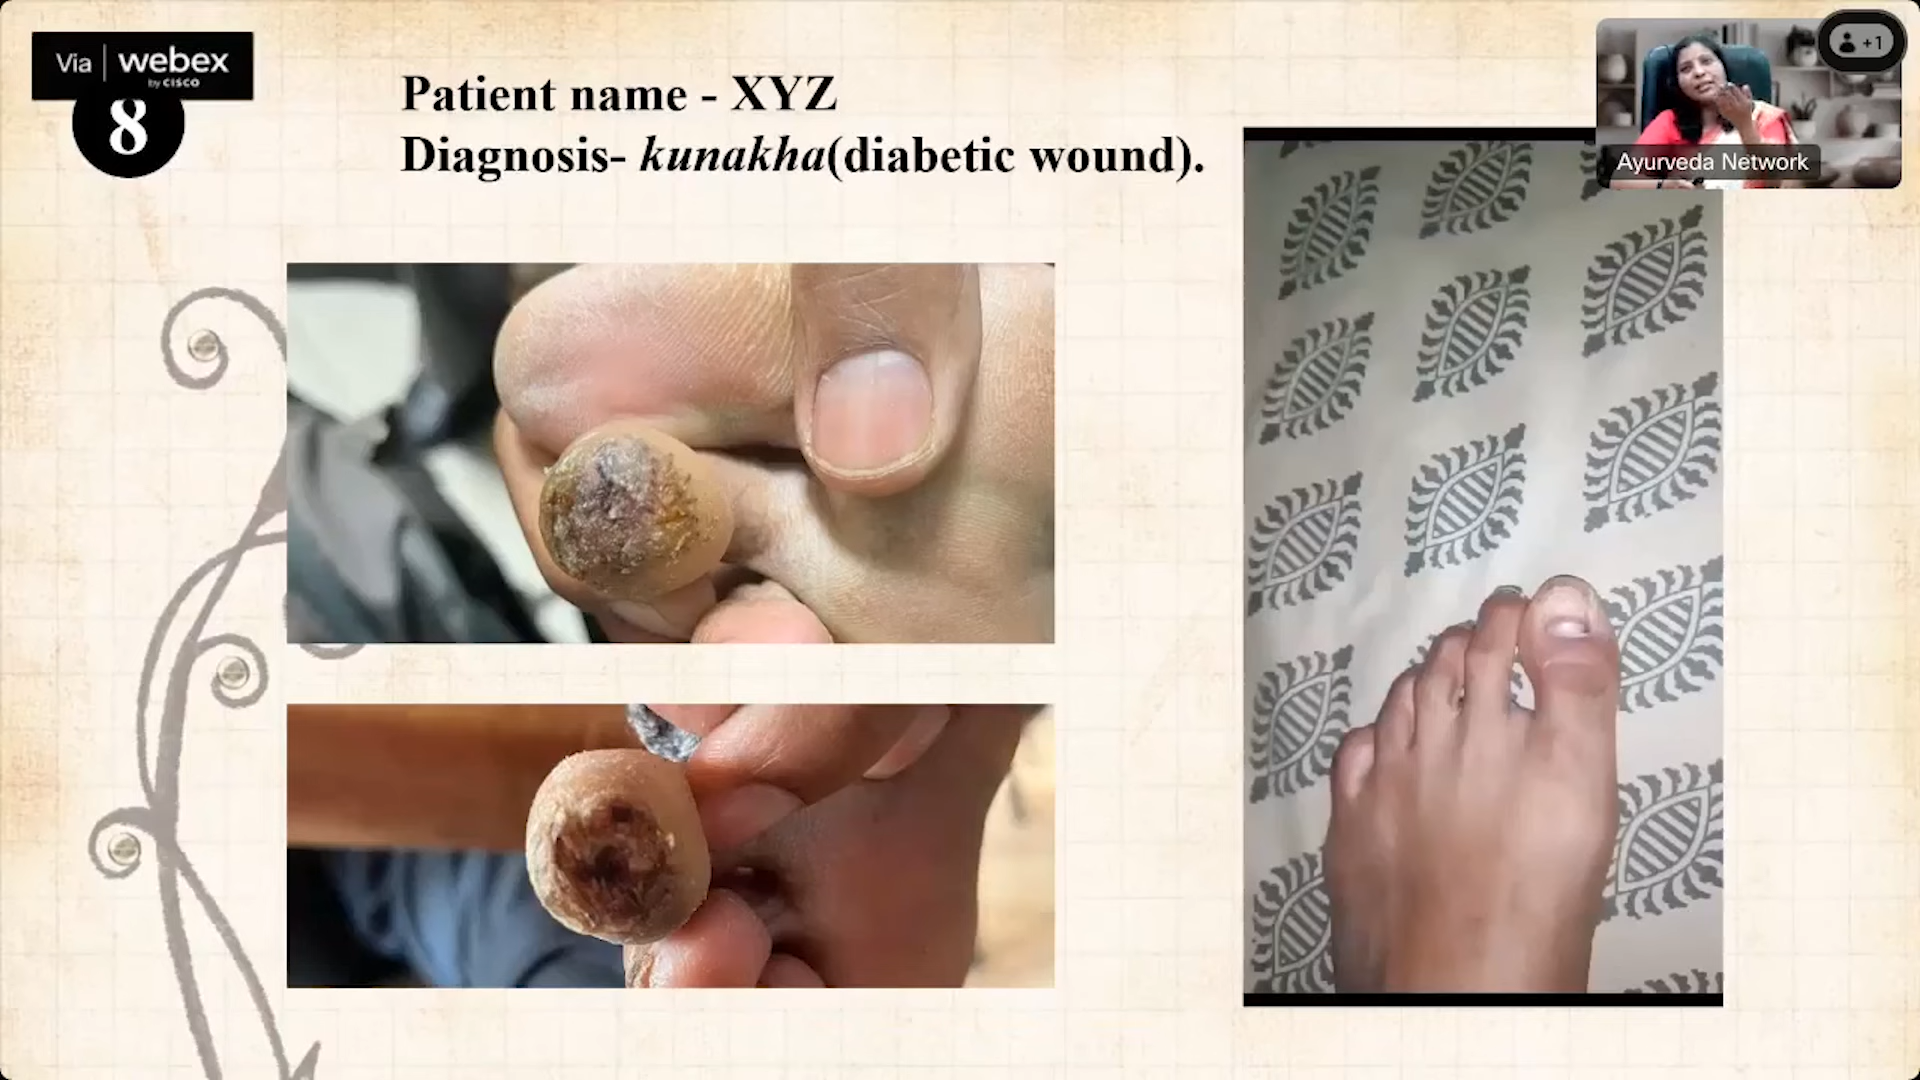 Via | webex
by CISCO
8
Patient name - XYZ
Diagnosis- kunakha(diabetic wound).
+1
Ayurveda Network